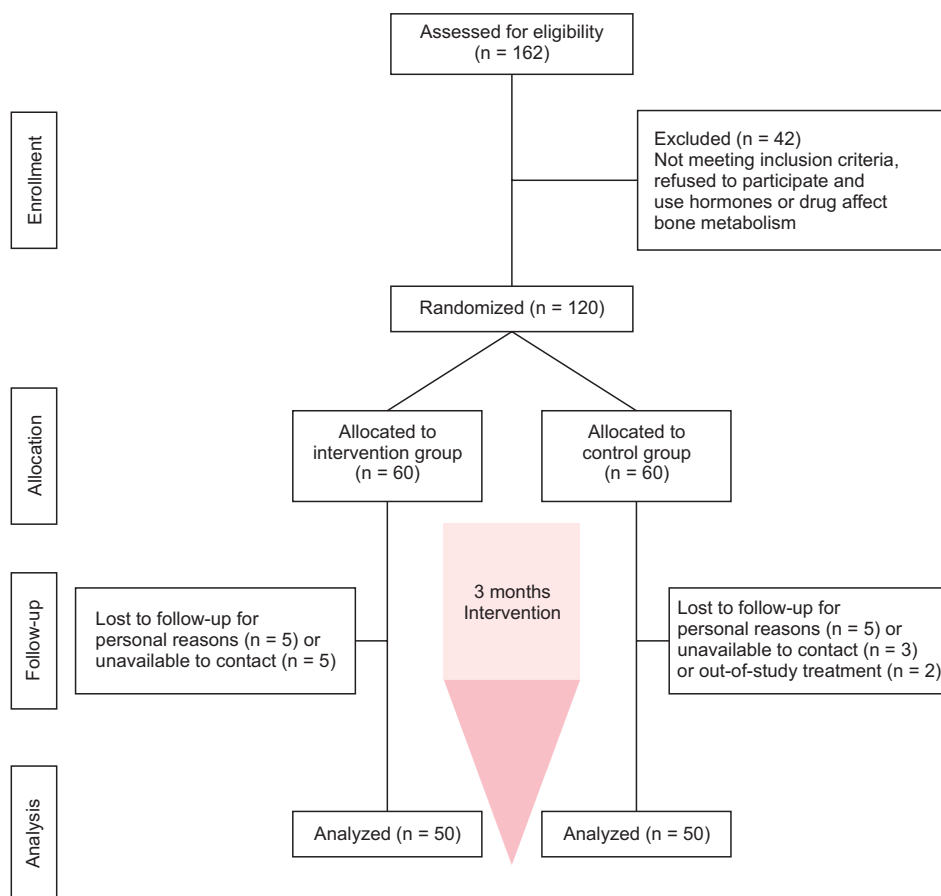 Assessed for eligibility
(n = 162)
Enrollment
Excluded (n = 42)
Not meeting inclusion criteria,
refused to participate and
use hormones or drug affect
bone metabolism
Randomized (n = 120)
Allocation
Allocated to
intervention group
(n = 60)
Allocated to
control group
(n = 60)
Follow-up
Lost to follow-up for
personal reasons (n = 5) or
unavailable to contact (n = 5)
3 months
Intervention
Lost to follow-up for
personal reasons (n = 5) or
unavailable to contact (n = 3)
or out-of-study treatment (n = 2)
Analysis
Analyzed (n = 50)
Analyzed (n = 50)